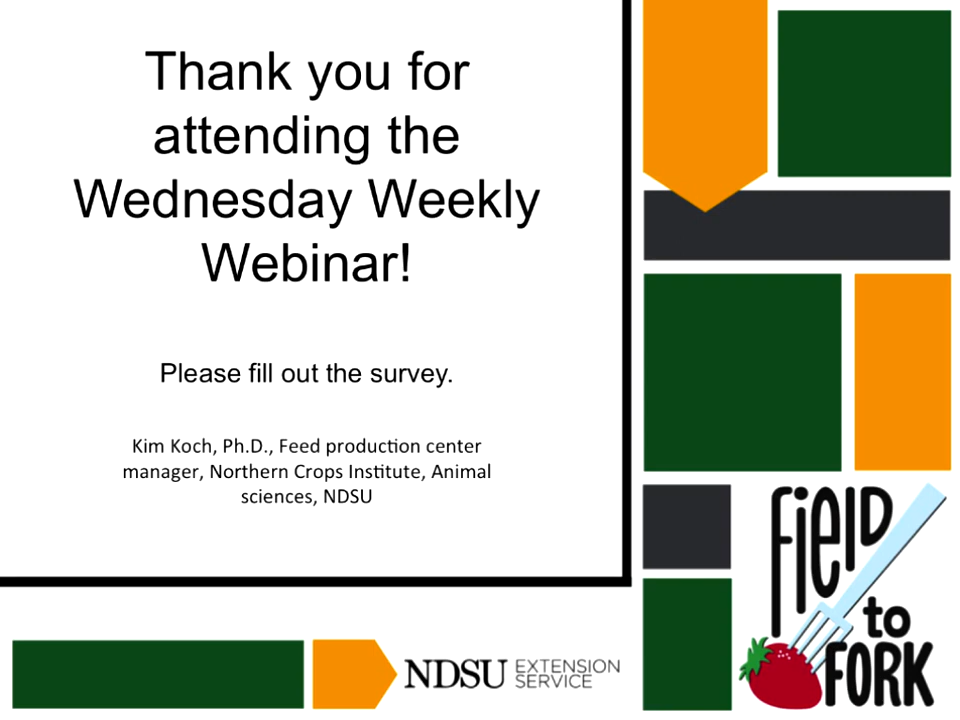 Thank you for
attending the
Wednesday Weekly
Webinar!
Please fill out the survey.
Kim Koch, Ph.D., Feed production center
manager, Northern Crops Institute, Animal
sciences, NDSU
NDSU EXTENSION
SERVICE
field
to
FORK